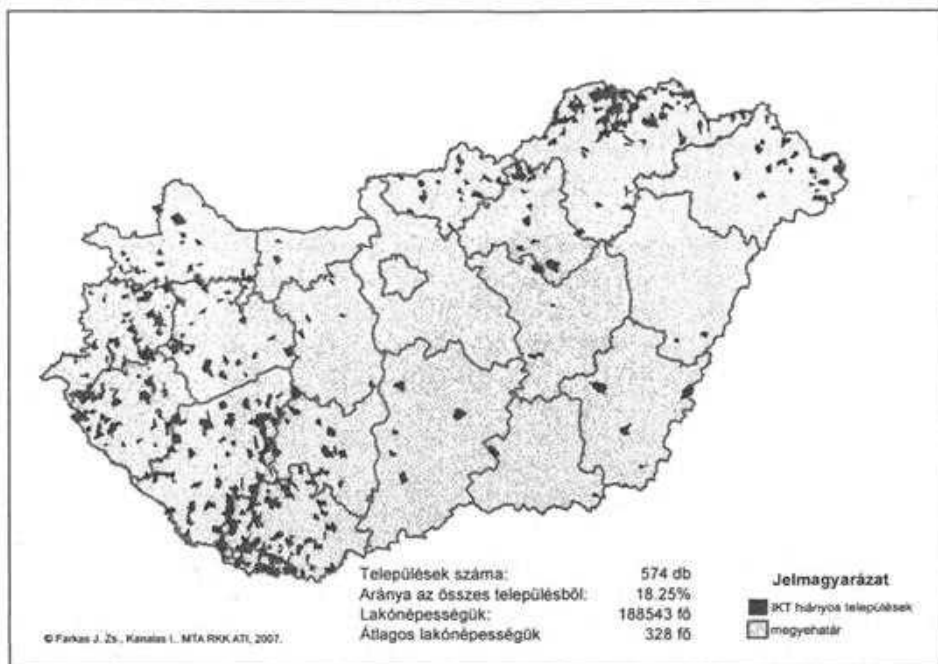 Települések száma: 574 db
Aránya az összes településből: 18.25%
Lakónépességük: 188543 fő
Átlagos lakónépességük 328 fő
Jelmagyarázat
IKT hiányos települések
megyehatár
© Farkas J. Zs., Kanalas I.. MTA RKK ATI, 2007.